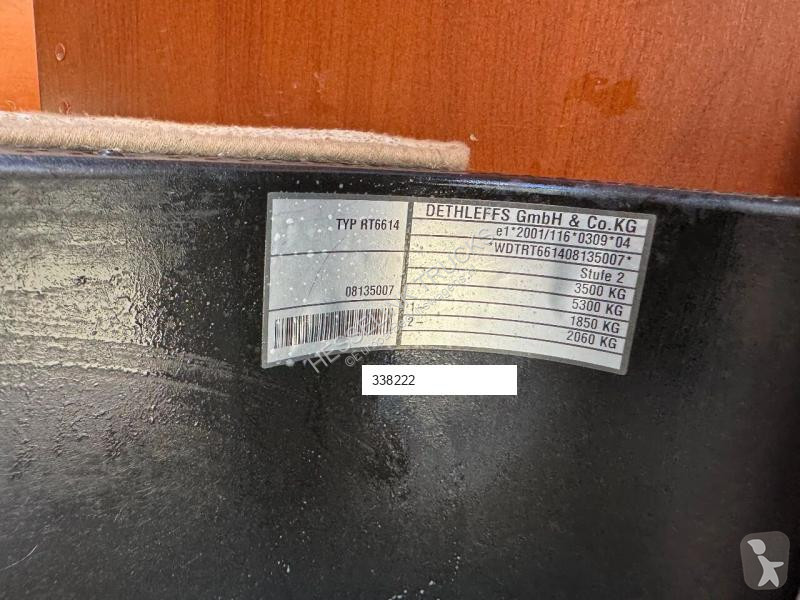 TYP RT6614
08135007
DETHLEFFS GmbH & Co.KG
e1*2001/116*0309*04
*WDTRT661408135007*
Stufe 2
3500 KG
5300 KG
1- 1850 KG
2- 2060 KG
338222